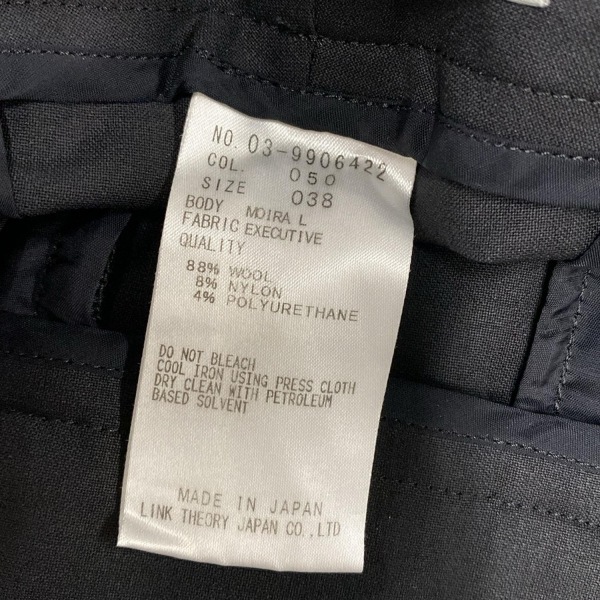 NO. 03-9906422
COL. 050
SIZE 038
BODY MOIRA L
FABRIC EXECUTIVE
QUALITY
88% WOOL
8% NYLON
4% POLYURETHANE
DO NOT BLEACH
COOL IRON USING PRESS CLOTH
DRY CLEAN WITH PETROLEUM
BASED SOLVENT
MADE IN JAPAN
LINK THEORY JAPAN CO.,LTD